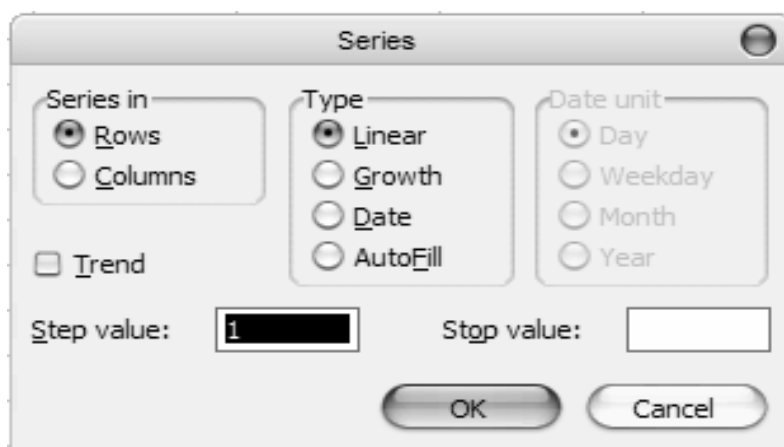 Series
Series in
Rows
Columns
Trend
Type
Linear
Growth
Date
AutoFill
Date unit
Day
Weekday
Month
Year
Step value: 1
Stop value:
OK
Cancel